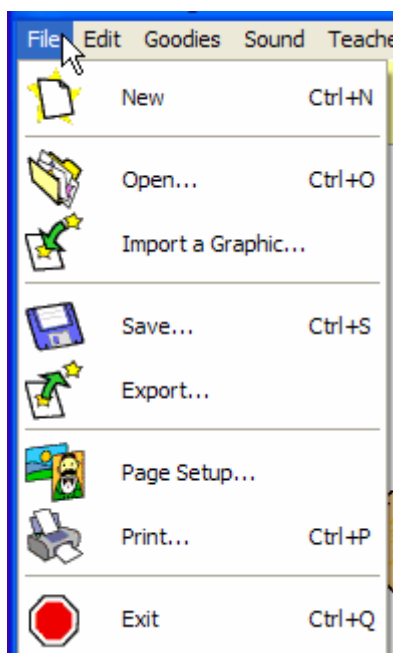 File Edit Goodies Sound Teache
New Ctrl+N
Open... Ctrl+O
Import a Graphic...
Save... Ctrl+S
Export...
Page Setup...
Print... Ctrl+P
Exit Ctrl+Q